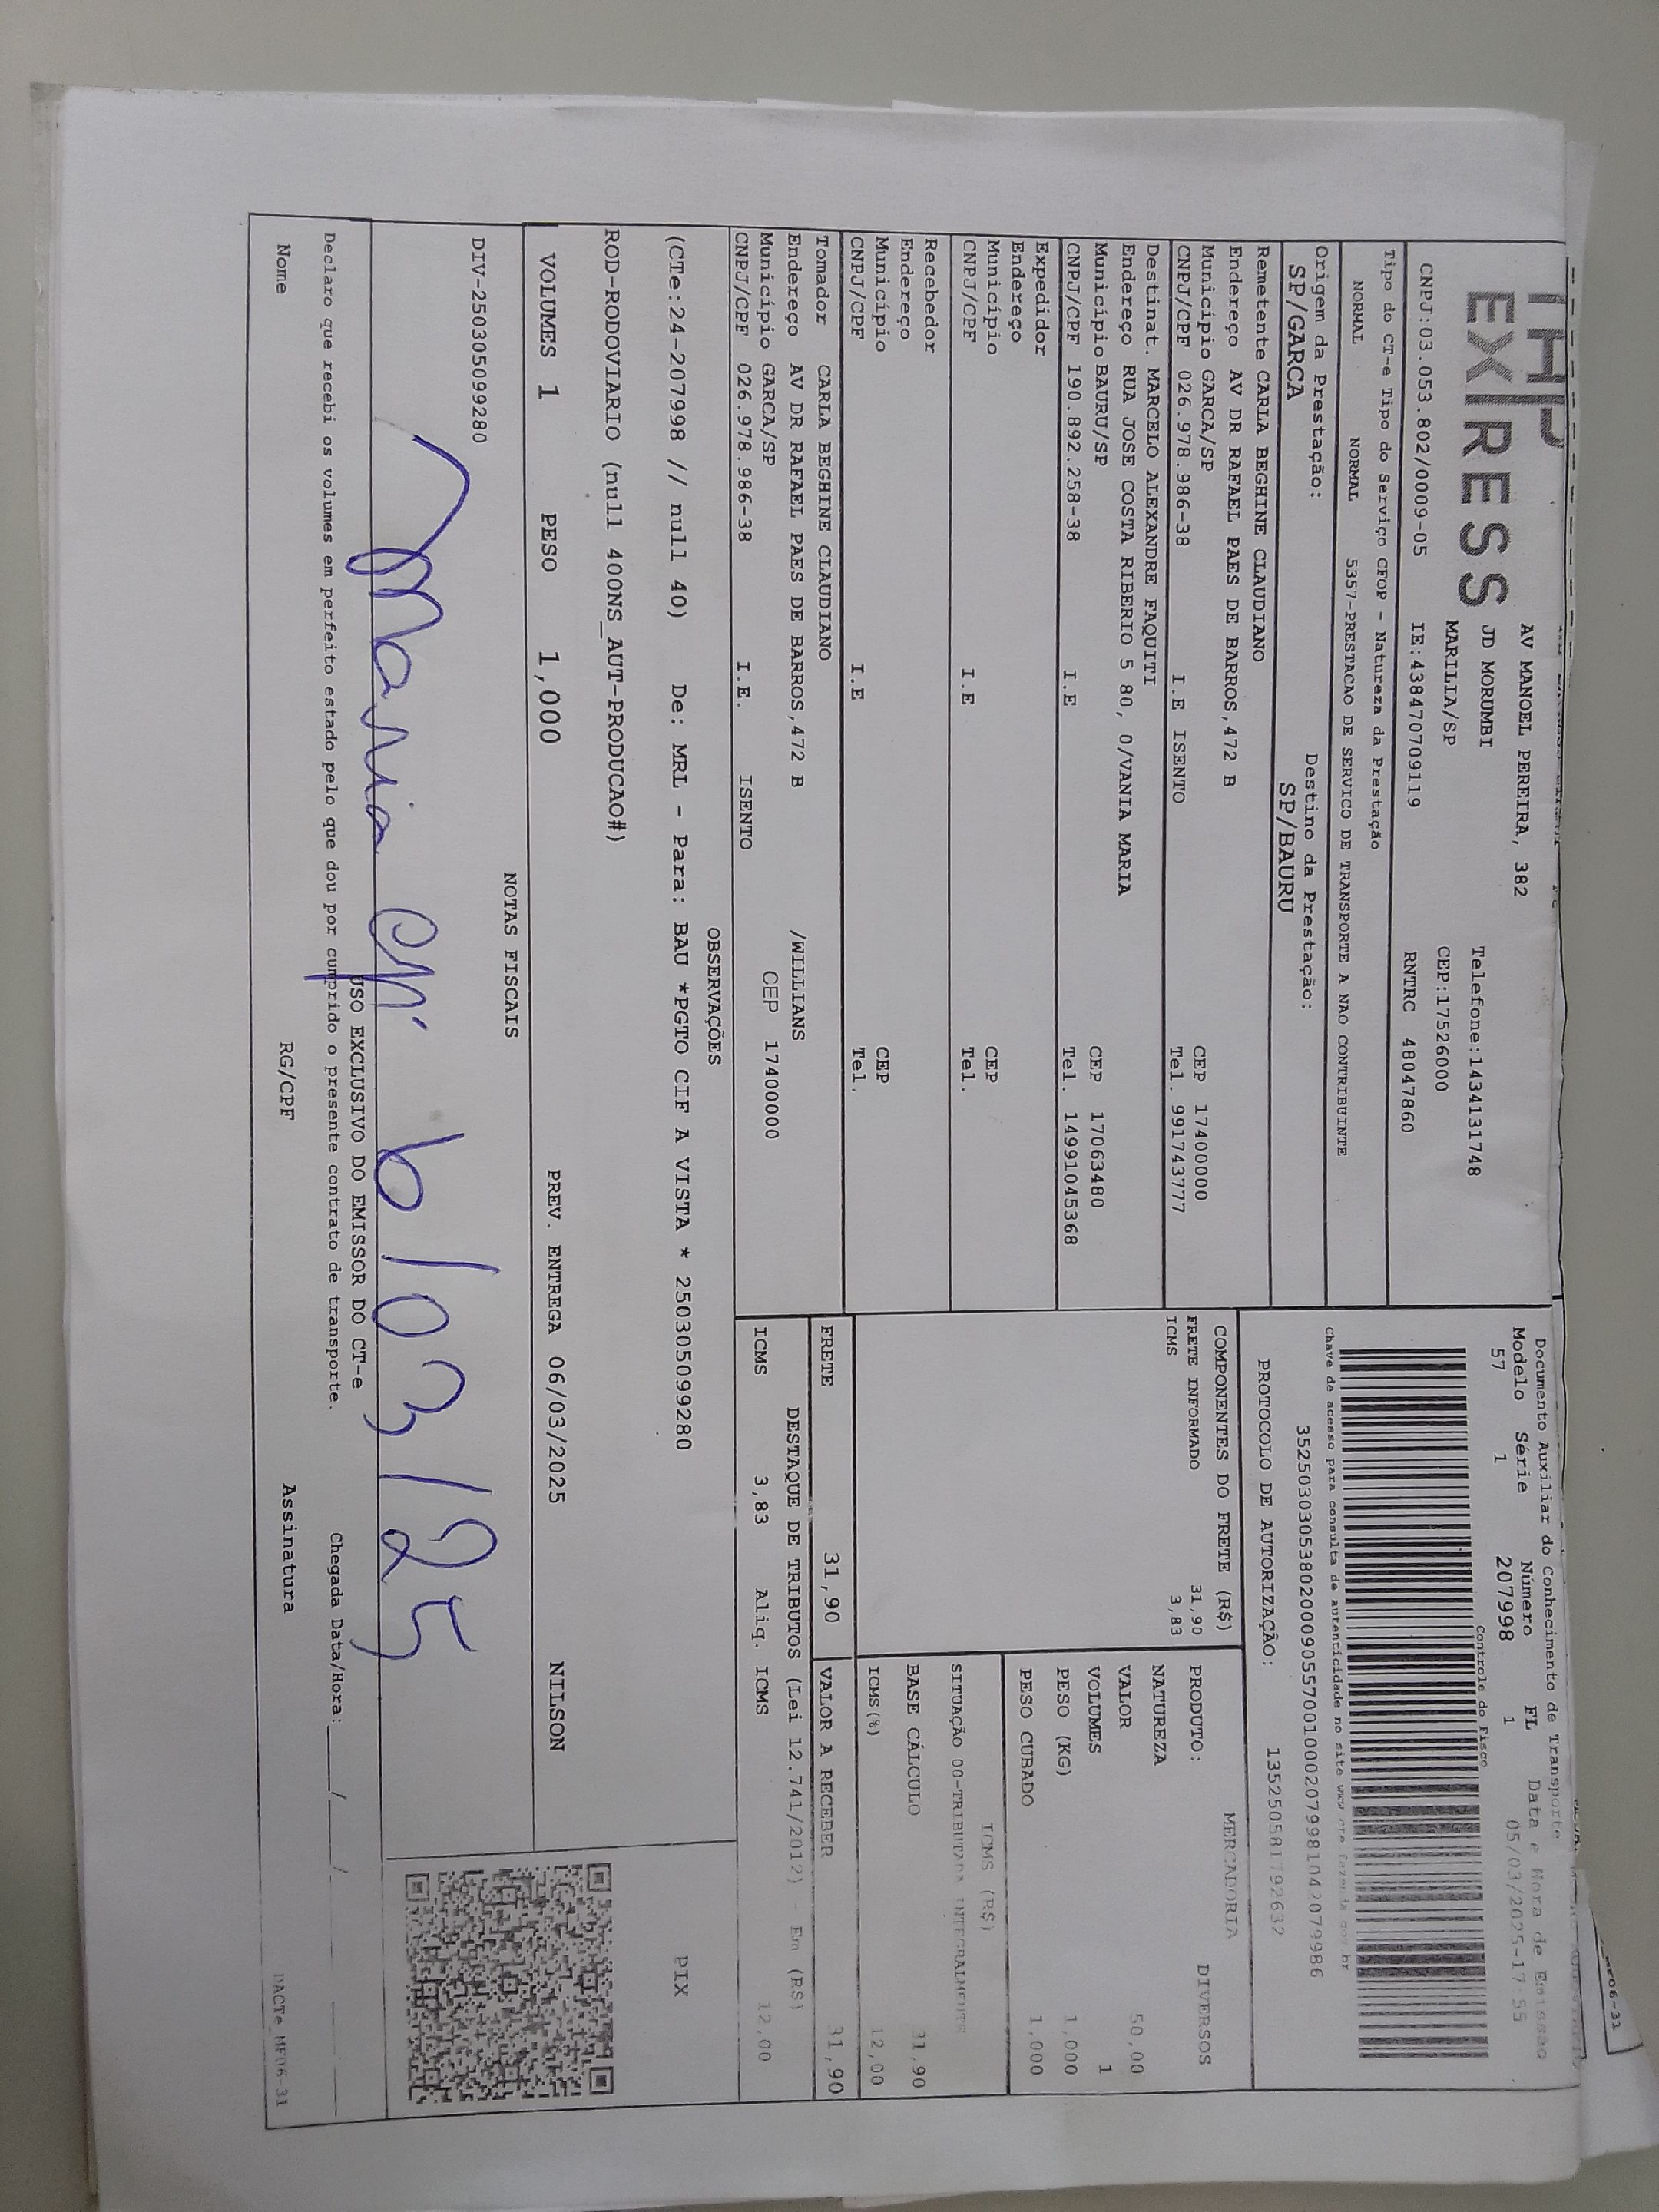 THP
EXPRESS
AV MANOEL PEREIRA, 382
JD MORUMBI
Telefone:1434131748
MARILIA/SP
CEP:17526000
CNPJ:03.053.802/0009-05 IE:438470709119 RNTRC 48047860
Documento Auxiliar do Conhecimento de Transporte
Modelo Série Número FL Data e Hora de Emissão
57 1 207998 1 05/03/2025-17:55
Controle do Fisco
Chave de acesso para consulta de autenticidade no site www.cte.fazenda.gov.br
35250303053802000905570010002079981042079986
PROTOCOLO DE AUTORIZAÇÃO: 135250581792632
Tipo do CT-e Tipo do Serviço CFOP - Natureza da Prestação
NORMAL NORMAL 5357-PRESTACAO DE SERVICO DE TRANSPORTE A NAO CONTRIBUINTE
Origem da Prestação: Destino da Prestação:
SP/GARCA SP/BAURU
Remetente CARLA BEGHINE CLAUDIANO
Endereço AV DR RAFAEL PAES DE BARROS,472 B
Município GARCA/SP CEP 17400000
CNPJ/CPF 026.978.986-38 I.E ISENTO Tel. 991743777
Destinat. MARCELO ALEXANDRE FAQUITI
Endereço RUA JOSE COSTA RIBERIO 5 80, 0/VANIA MARIA
Município BAURU/SP CEP 17063480
CNPJ/CPF 190.892.258-38 I.E Tel. 14991045368
Expedidor
Endereço
Município CEP
CNPJ/CPF I.E Tel.
Recebedor
Endereço
Município CEP
CNPJ/CPF I.E Tel.
Tomador CARLA BEGHINE CLAUDIANO
Endereço AV DR RAFAEL PAES DE BARROS,472 B /WILLIANS
Município GARCA/SP CEP 17400000
CNPJ/CPF 026.978.986-38 I.E. ISENTO
COMPONENTES DO FRETE (R$)
FRETE INFORMADO 31,90
ICMS 3,83
MERCADORIA
PRODUTO: DIVERSOS
NATUREZA
VALOR 50,00
VOLUMES 1
PESO (KG) 1,000
PESO CUBADO 1,000
ICMS (R$)
SITUAÇÃO 00-TRIBUTADA INTEGRALMENTE
BASE CÁLCULO 31,90
ICMS(%) 12,00
FRETE 31,90 VALOR A RECEBER 31,90
DESTAQUE DE TRIBUTOS (Lei 12.741/2012) - Em (R$)
ICMS 3,83 Aliq. ICMS 12,00
OBSERVAÇÕES
(CTe:24-207998 // null 40) De: MRL - Para: BAU *PGTO CIF A VISTA * 250305099280
ROD-RODOVIARIO (null 400NS_AUT-PRODUCAO#)
PIX
VOLUMES 1 PESO 1,000 PREV. ENTREGA 06/03/2025 NILSON
NOTAS FISCAIS
DIV-250305099280
Maria 6/03/25
USO EXCLUSIVO DO EMISSOR DO CT-e
Declaro que recebi os volumes em perfeito estado pelo que dou por cumprido o presente contrato de transporte. Chegada Data/Hora:____/____/____
Nome RG/CPF Assinatura
DACTe_MF06-31